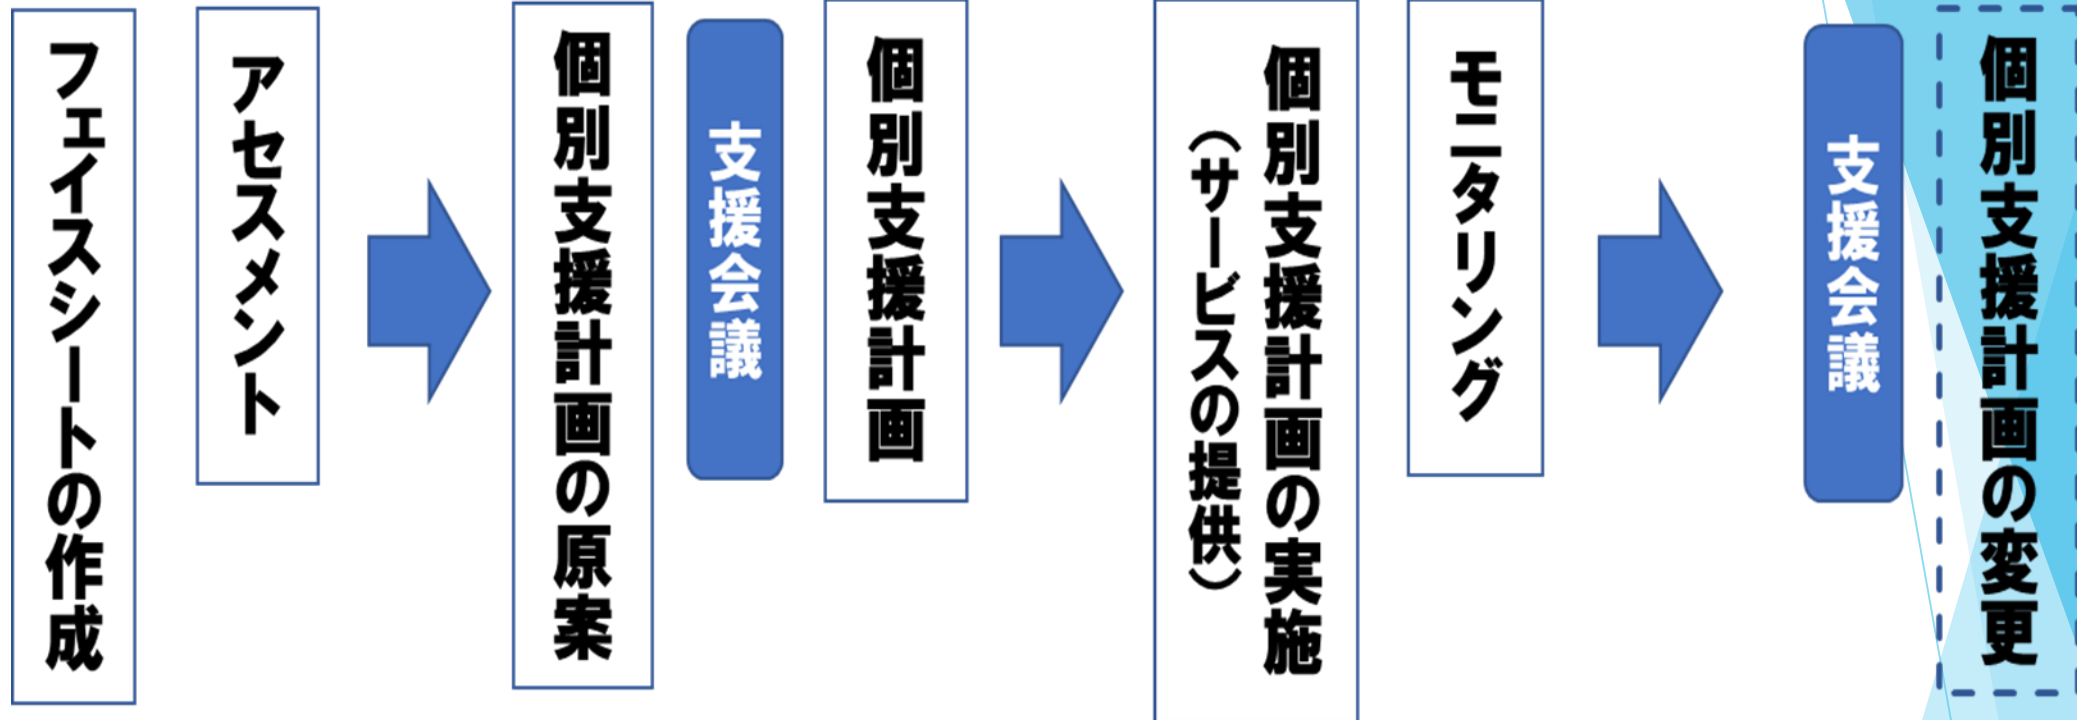 フェイスシートの作成
アセスメント
個別支援計画の原案
支援会議
個別支援計画
個別支援計画の実施
（サービスの提供）
モニタリング
支援会議
個別支援計画の変更